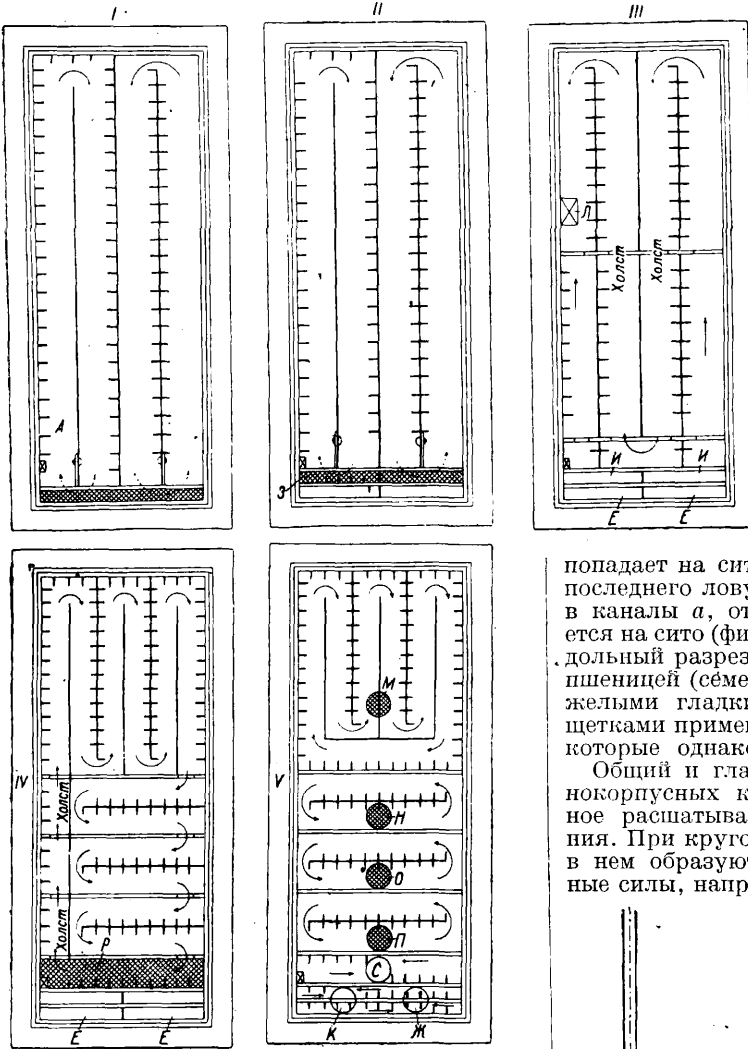 I
II
III
А
З
Л
Холст
Холст
И
И
Е
Е
IV
Холст
Холст
Р
Е
Е
V
М
Н
О
П
С
К
Ж
попадает на сит
последнего лову
в каналы а, от
ется на сито (фи
дольный разрез
пшеницей (семе
желыми гладки
щетками примен
которые однако
Общий и гла
нокорпусных к
ное расшатыва
ния. При круго
в нем образую
ные силы, напр